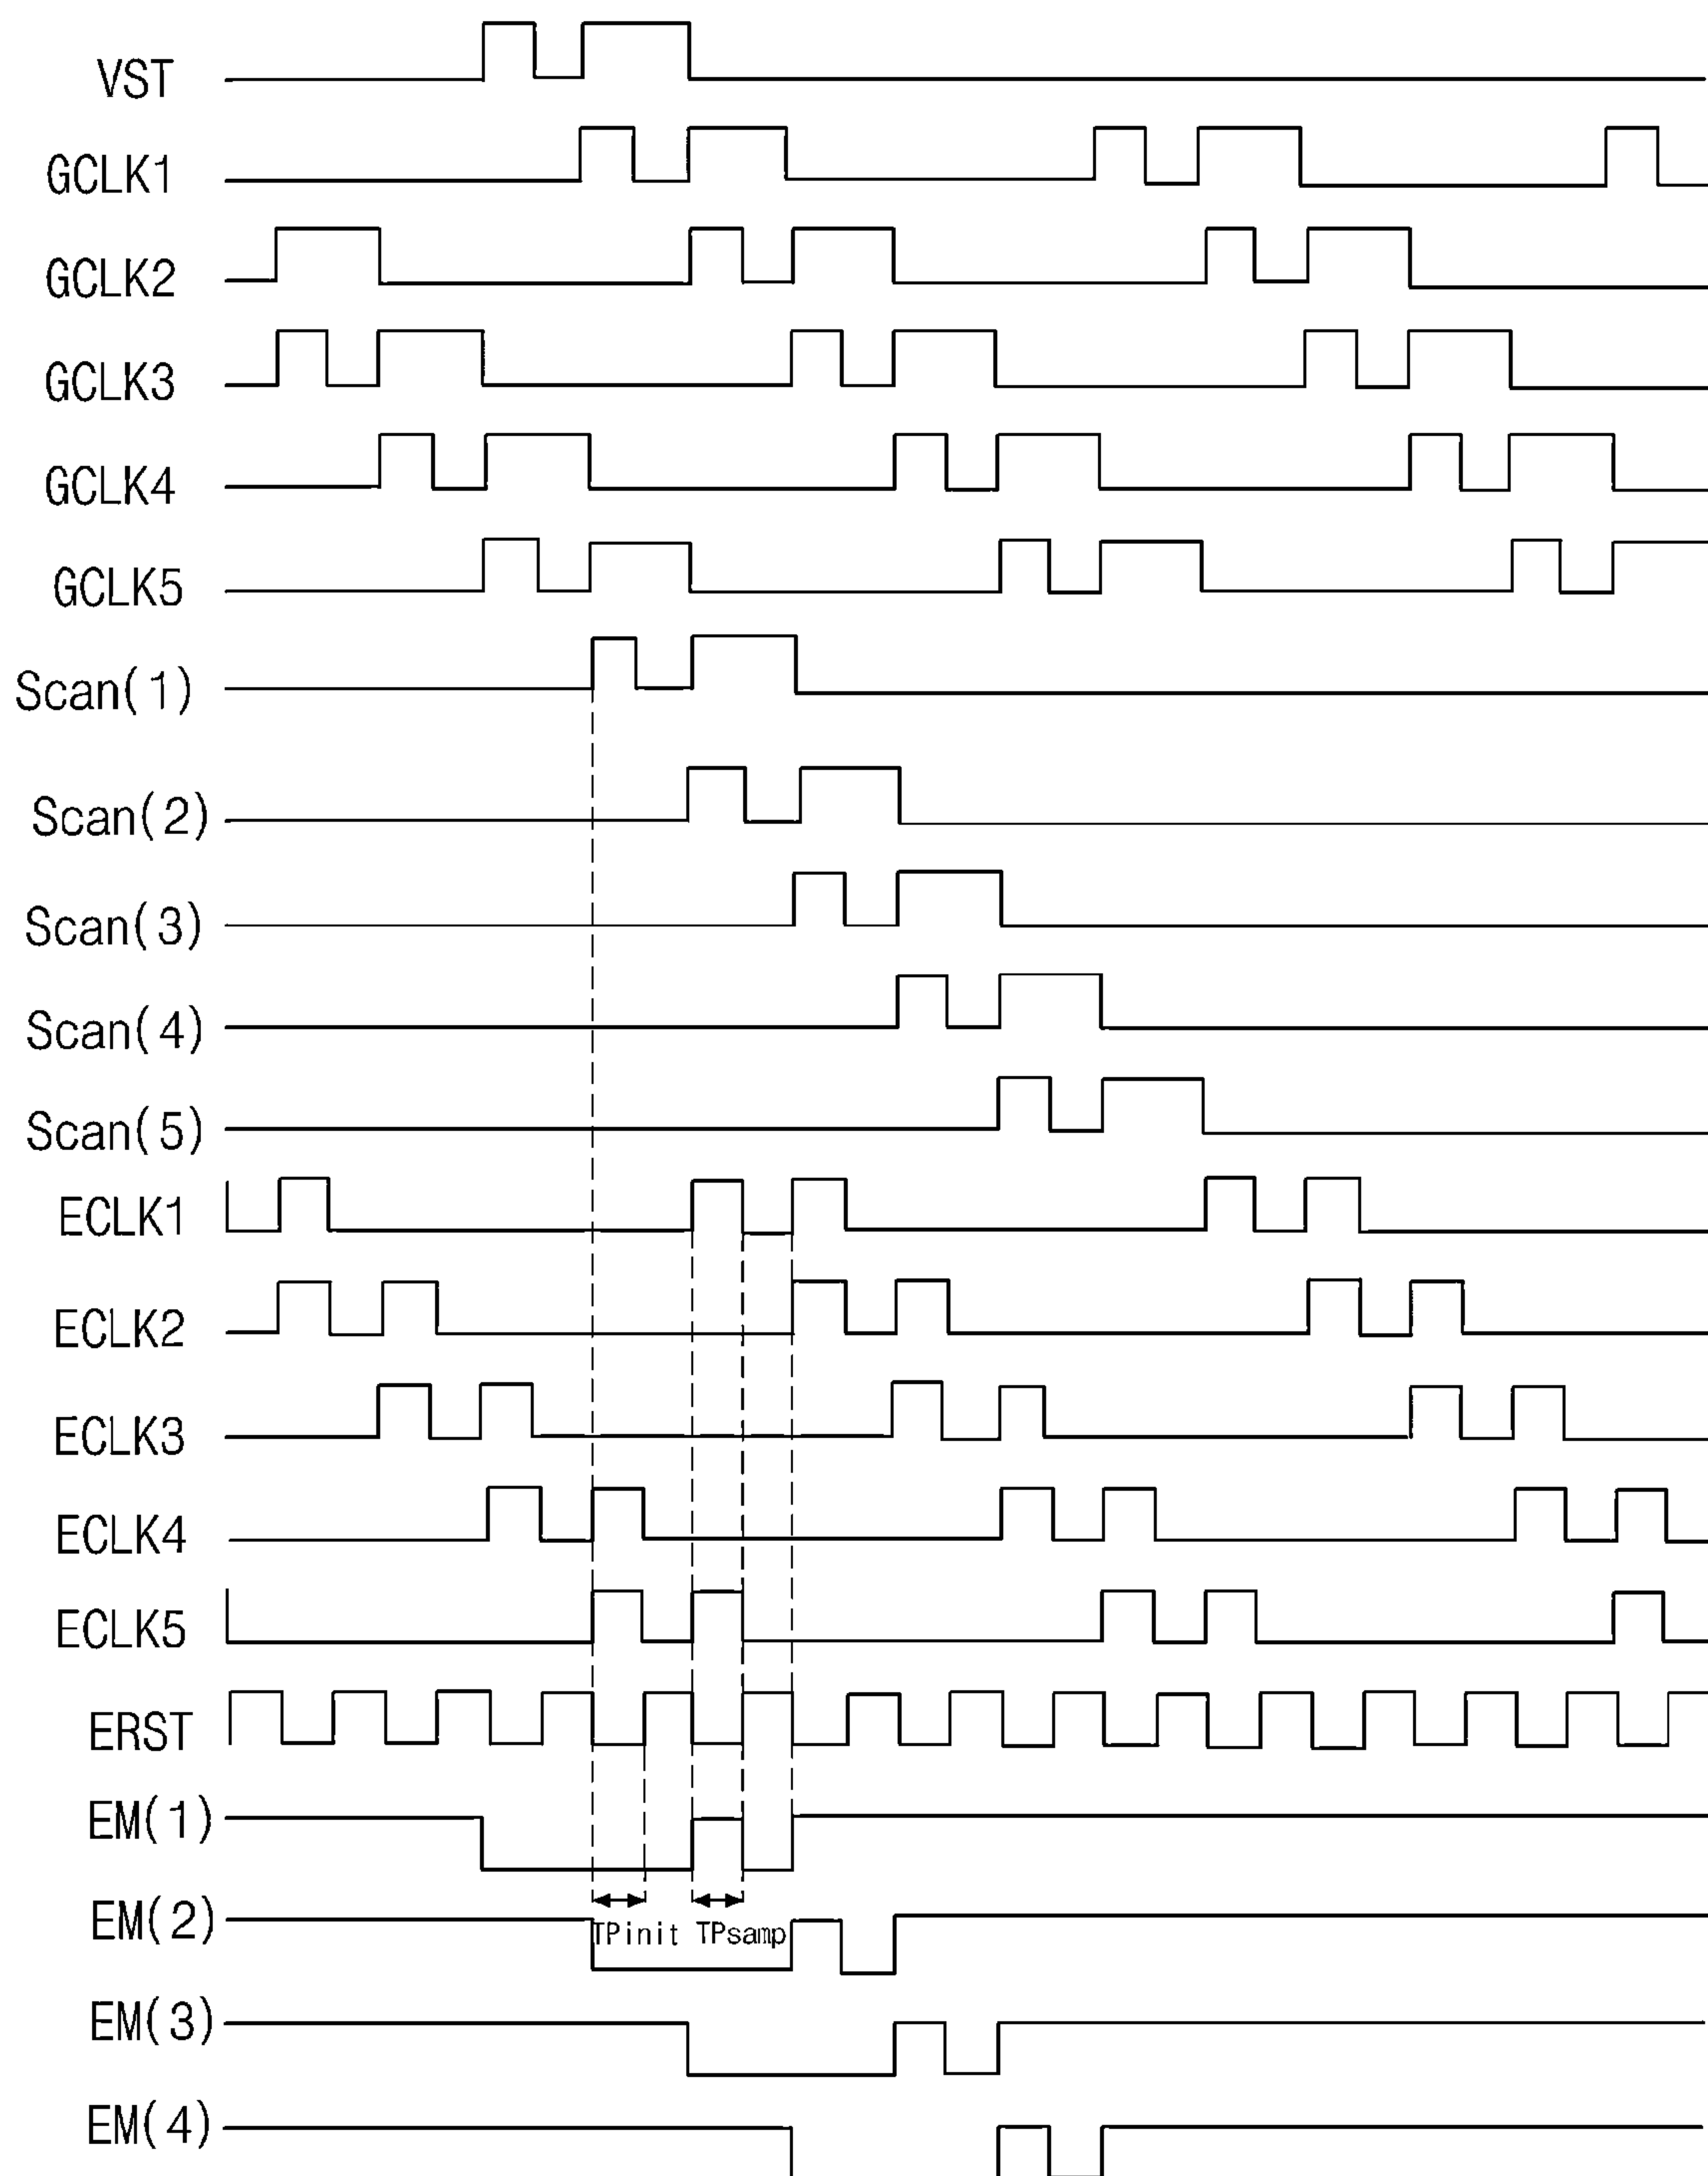 VST
GCLK1
GCLK2
GCLK3
GCLK4
GCLK5
Scan(1)
Scan(2)
Scan(3)
Scan(4)
Scan(5)
ECLK1
ECLK2
ECLK3
ECLK4
ECLK5
ERST
EM(1)
EM(2)
TPinit TPsamp
EM(3)
EM(4)